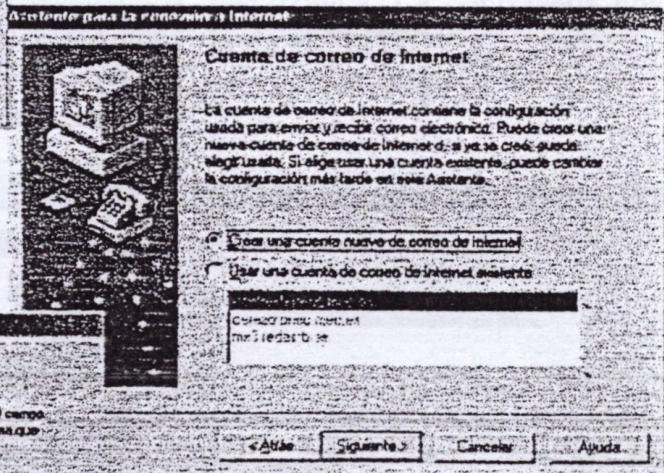 Asistente para la conexión a Internet
Cuenta de correo de Internet
La cuenta de correo de Internet contiene la configuración
usada para enviar y recibir correo electrónico. Puede crear una
nueva cuenta de correo de Internet o, si ya se creó, puede
elegir usarla. Si elige usar una cuenta existente, puede cambiar
la configuración más tarde en este Asistente.
Crear una cuenta nueva de correo de Internet
Usar una cuenta de correo de Internet existente
campo
que
< Atrás Siguiente > Cancelar Ayuda